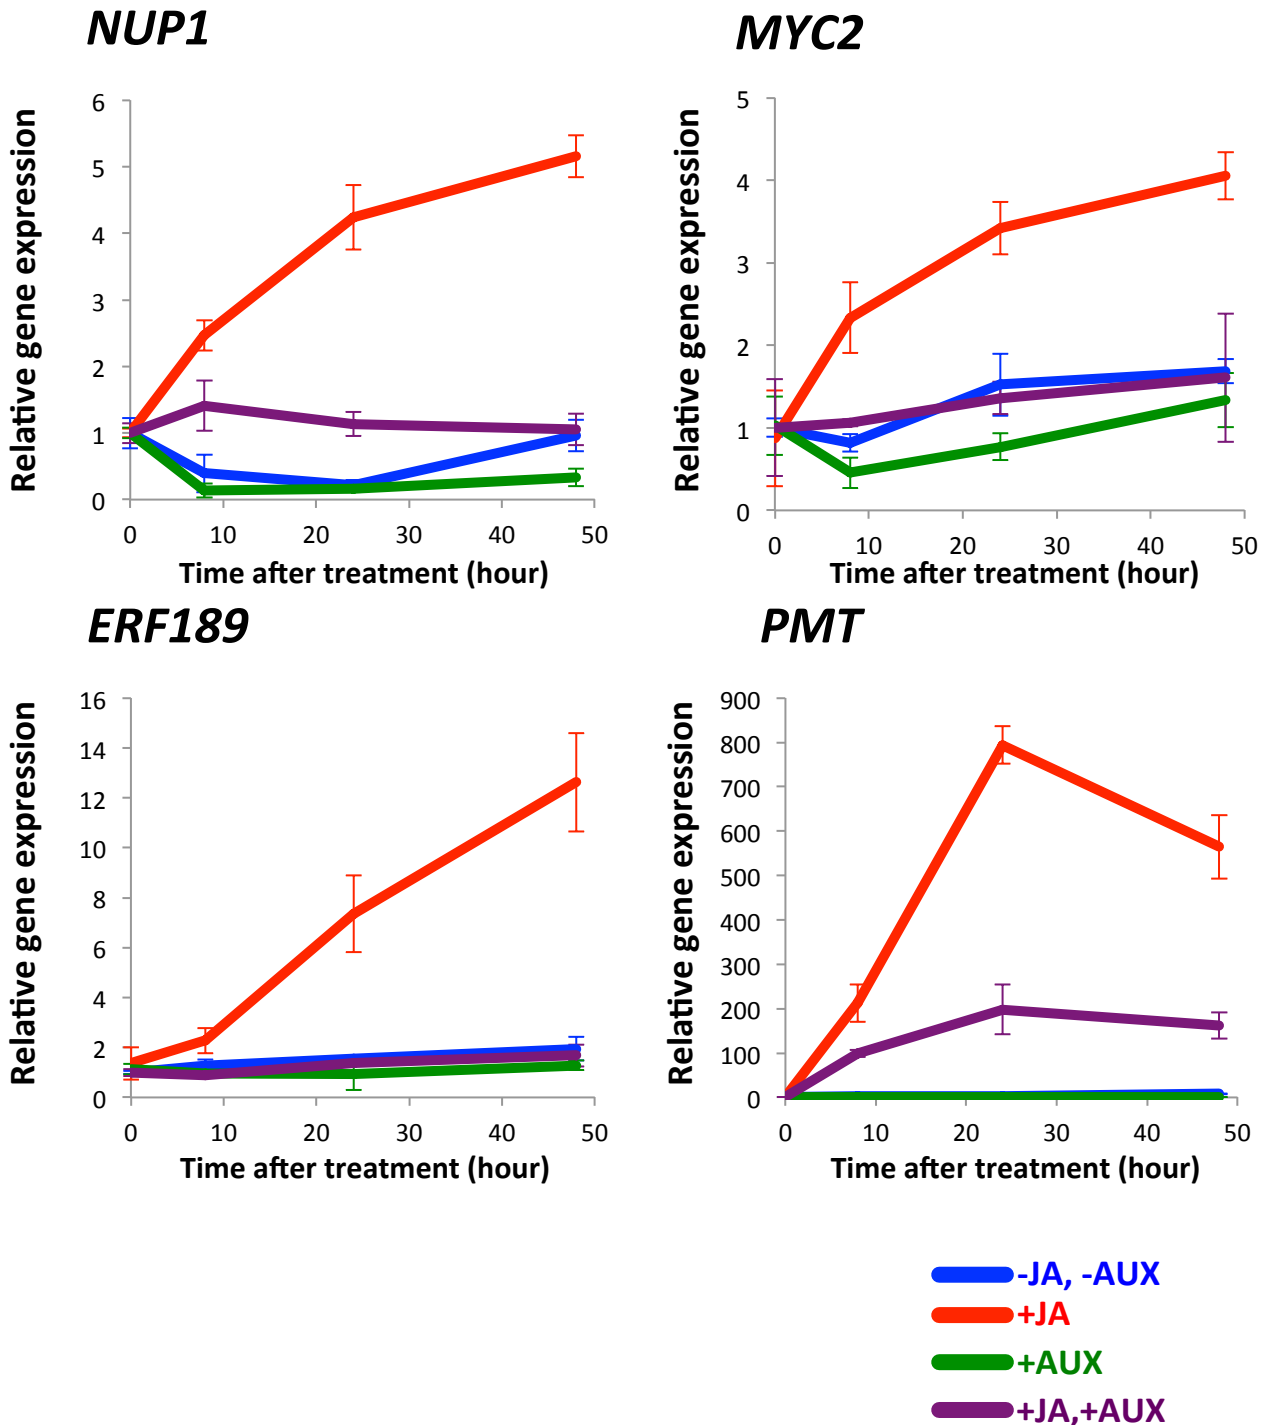 NUP1
Relative gene expression
6
5
4
3
2
1
0
0 10 20 30 40 50
Time after treatment (hour)
MYC2
Relative gene expression
5
4
3
2
1
0
0 10 20 30 40 50
Time after treatment (hour)
ERF189
Relative gene expression
16
14
12
10
8
6
4
2
0
0 10 20 30 40 50
Time after treatment (hour)
PMT
Relative gene expression
900
800
700
600
500
400
300
200
100
0
0 10 20 30 40 50
Time after treatment (hour)
-JA, -AUX
+JA
+AUX
+JA,+AUX